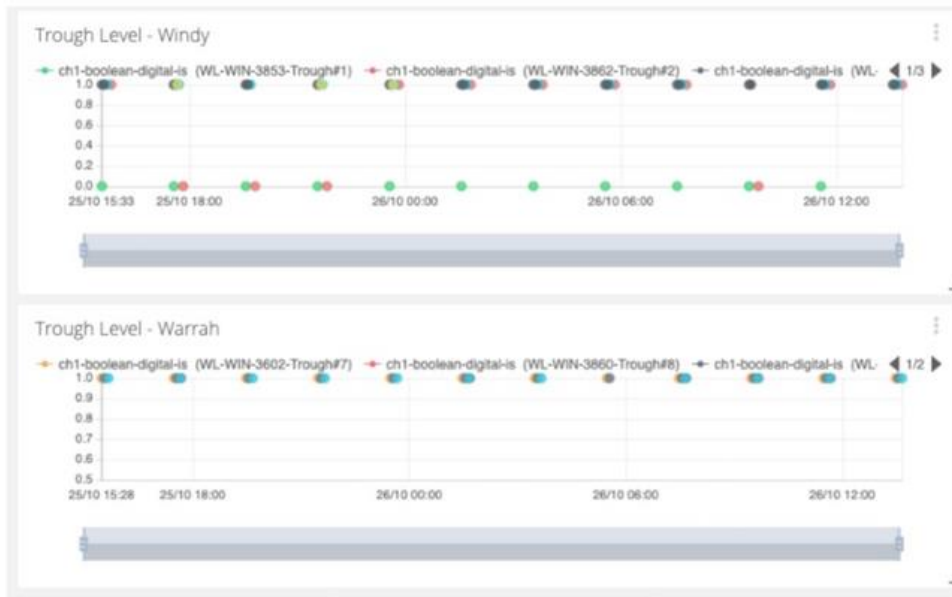 Trough Level - Windy
ch1-boolean-digital-is (WL-WIN-3853-Trough#1) ch1-boolean-digital-is (WL-WIN-3862-Trough#2) ch1-boolean-digital-is (WL- 1/3
1.0
0.8
0.6
0.4
0.2
0.0
25/10 15:33 25/10 18:00 26/10 00:00 26/10 06:00 26/10 12:00
Trough Level - Warrah
ch1-boolean-digital-is (WL-WIN-3602-Trough#7) ch1-boolean-digital-is (WL-WIN-3860-Trough#8) ch1-boolean-digital-is (WL- 1/2
1.0
0.9
0.8
0.7
0.6
0.5
25/10 15:28 25/10 18:00 26/10 00:00 26/10 06:00 26/10 12:00